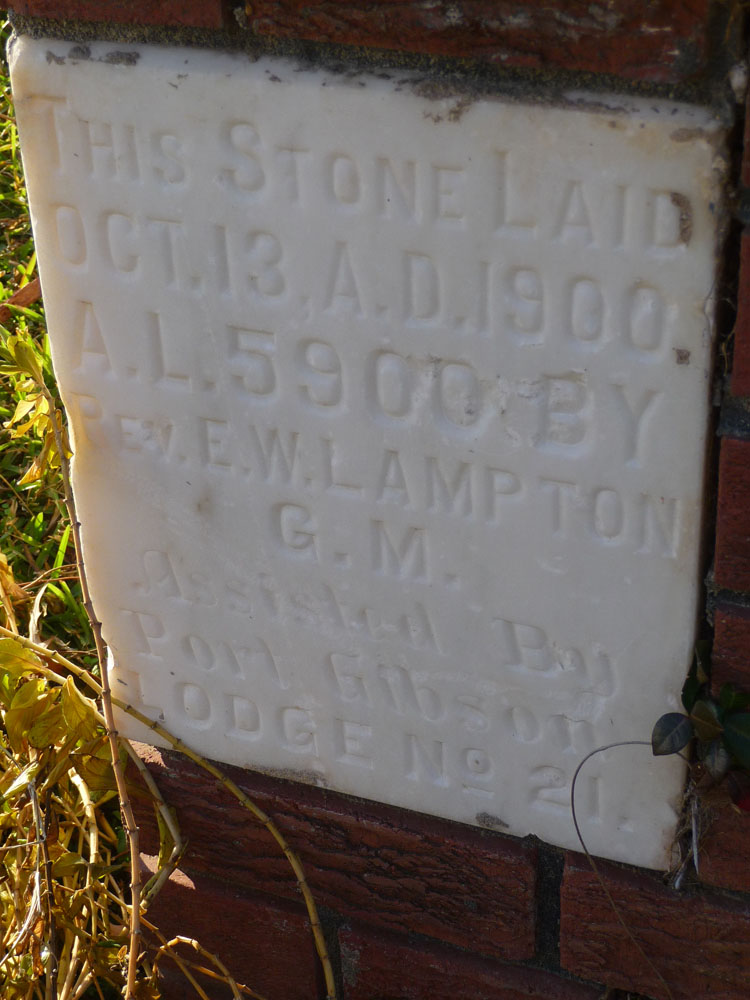 THIS STONE LAID
OCT. 13, A.D. 1900.
A.L. 5900. BY
REV. E.W. LAMPTON
G. M.
Assisted By
Port Gibson
LODGE Nº 21.